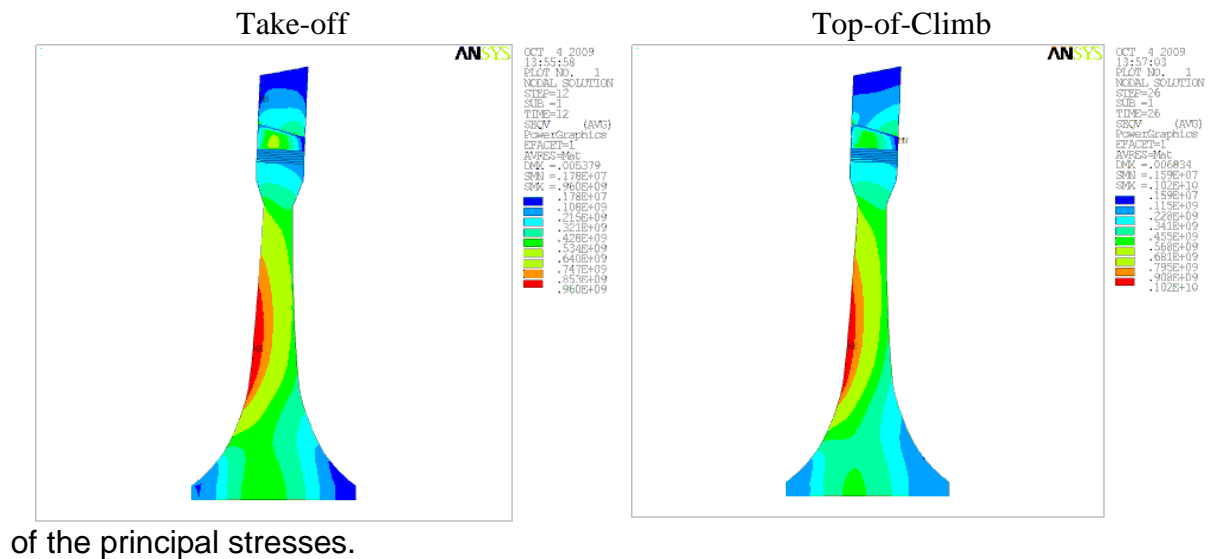 Take-off
Top-of-Climb
ANSYS
OCT 4 2009
13:55:58
PLOT NO. 1
NODAL SOLUTION
STEP=12
SUB =1
TIME=12
SEQV (AVG)
PowerGraphics
EFACET=1
AVRES=Mat
DMX =.005379
SMN =.178E+07
SMX =.960E+09
.178E+07
.108E+09
.215E+09
.321E+09
.428E+09
.534E+09
.640E+09
.747E+09
.853E+09
.960E+09
ANSYS
OCT 4 2009
13:57:03
PLOT NO. 1
NODAL SOLUTION
STEP=26
SUB =1
TIME=26
SEQV (AVG)
PowerGraphics
EFACET=1
AVRES=Mat
DMX =.006834
SMN =.159E+07
SMX =.102E+10
.159E+07
.115E+09
.228E+09
.341E+09
.455E+09
.568E+09
.681E+09
.795E+09
.908E+09
.102E+10
MN
of the principal stresses.